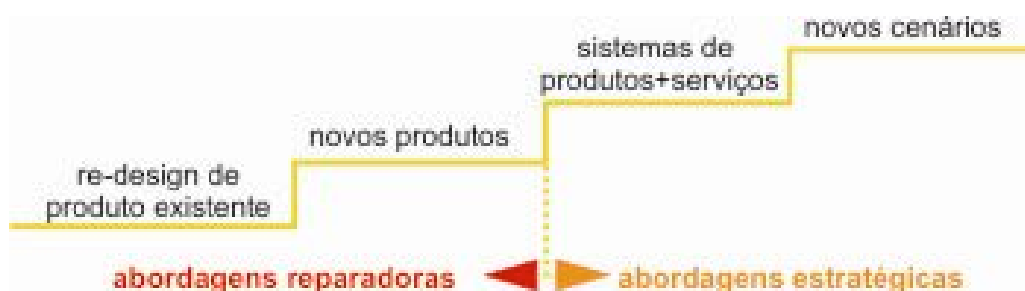 re-design de
produto existente
novos produtos
sistemas de
produtos+serviços
novos cenários
abordagens reparadoras
abordagens estratégicas